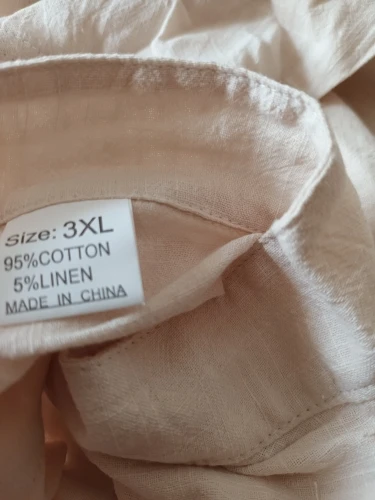 Size: 3XL
95%COTTON
5%LINEN
MADE IN CHINA